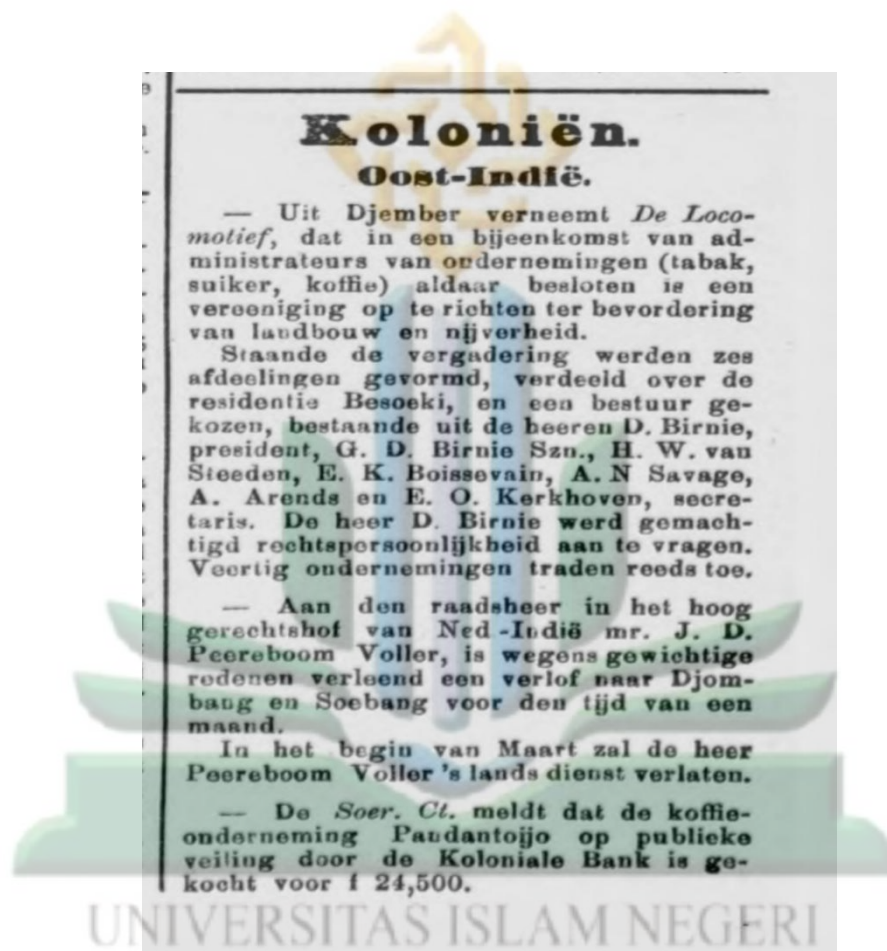 Koloniën.
Oost-Indië.
— Uit Djember verneemt De Loco-
motief, dat in een bijeenkomst van ad-
ministrateurs van ondernemingen (tabak,
suiker, koffie) aldaar besloten is een
vereeniging op te richten ter bevordering
van landbouw en nijverheid.
Staande de vergadering werden zes
afdeelingen gevormd, verdeeld over de
residentie Besoeki, en een bestuur ge-
kozen, bestaande uit de heeren D. Birnie,
president, G. D. Birnie Szn., H. W. van
Steeden, E. K. Boissevain, A. N Savage,
A. Arends en E. O. Kerkhoven, secre-
taris. De heer D. Birnie werd gemach-
tigd rechtspersoonlijkheid aan te vragen.
Veertig ondernemingen traden reeds toe.
— Aan den raadsheer in het hoog
gerechtshof van Ned -Indië mr. J. D.
Peereboom Voller, is wegens gewichtige
redenen verleend een verlof naar Djom-
bang en Soebang voor den tijd van een
maand.
In het begin van Maart zal de heer
Peereboom Voller 's lands dienst verlaten.
— De Soer. Ct. meldt dat de koffie-
onderneming Pandantoijo op publieke
veiling door de Koloniale Bank is ge-
kocht voor f 24,500.
UNIVERSITAS ISLAM NEGERI